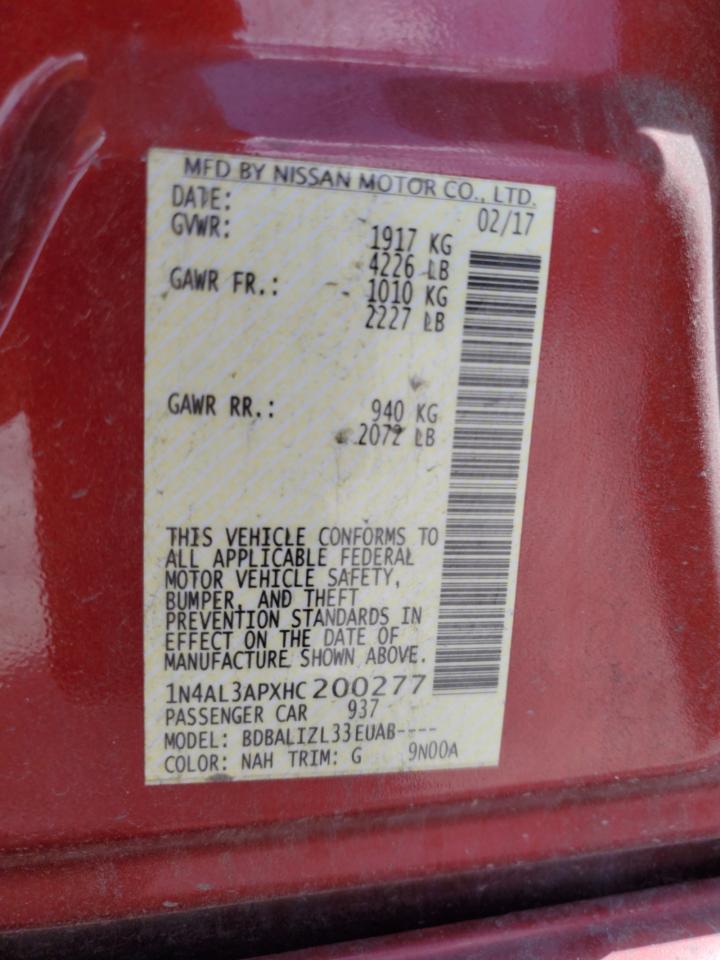 MFD BY NISSAN MOTOR CO., LTD.
DATE: 02/17
GVWR: 1917 KG
4226 LB
GAWR FR.: 1010 KG
2227 LB
GAWR RR.: 940 KG
2072 LB
THIS VEHICLE CONFORMS TO
ALL APPLICABLE FEDERAL
MOTOR VEHICLE SAFETY,
BUMPER, AND THEFT
PREVENTION STANDARDS IN
EFFECT ON THE DATE OF
MANUFACTURE SHOWN ABOVE.
1N4AL3APXHC200277
PASSENGER CAR 937
MODEL: BDBALIZL33EUAB----
COLOR: NAH TRIM: G 9N00A